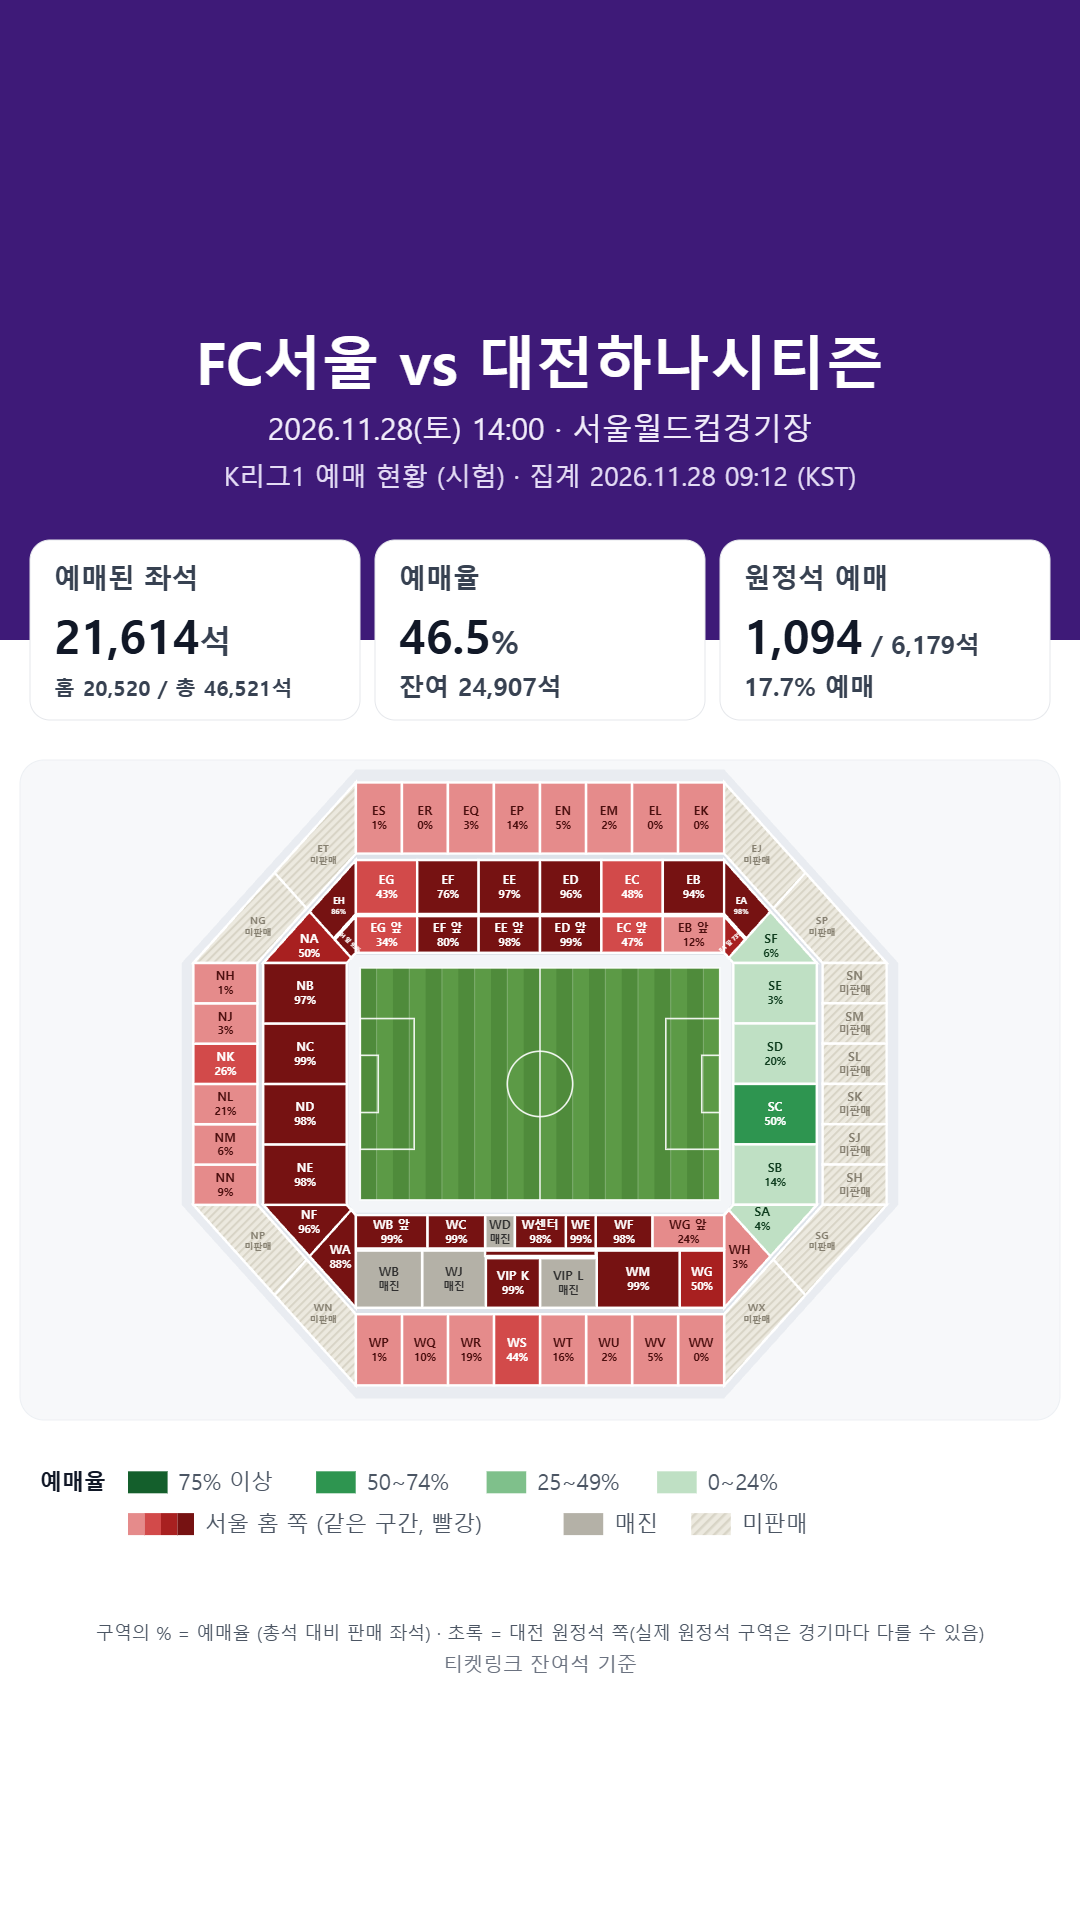 FC서울 vs 대전하나시티즌
2026.11.28(토) 14:00 · 서울월드컵경기장
K리그1 예매 현황 (시험) · 집계 2026.11.28 09:12 (KST)
예매된 좌석
21,614석
홈 20,520 / 총 46,521석
예매율
46.5%
잔여 24,907석
원정석 예매
1,094 / 6,179석
17.7% 예매
ES ER EQ EP EN EM EL EK
1% 0% 3% 14% 5% 2% 0% 0%
ET
미판매
EJ
미판매
EG EF EE ED EC EB
43% 76% 97% 96% 48% 94%
EH
86%
EA
98%
NG
미판매
SP
미판매
EG 앞 EF 앞 EE 앞 ED 앞 EC 앞 EB 앞
34% 80% 98% 99% 47% 12%
NA
50%
SF
6%
NH
1%
NB
97%
SE
3%
SN
미판매
NJ
3%
SM
미판매
NC
99%
SD
20%
NK
26%
SL
미판매
NL
21%
ND
98%
SC
50%
SK
미판매
NM
6%
SJ
미판매
NE
98%
SB
14%
NN
9%
SH
미판매
NF
96%
SA
4%
WB 앞 WC WD W센터 WE WF WG 앞
99% 99% 매진 98% 99% 98% 24%
NP
미판매
SG
미판매
WA
88%
WH
3%
WB WJ VIP K VIP L WM WG
매진 매진 99% 매진 99% 50%
WN
미판매
WX
미판매
WP WQ WR WS WT WU WV WW
1% 10% 19% 44% 16% 2% 5% 0%
예매율 75% 이상 50~74% 25~49% 0~24%
서울 홈 쪽 (같은 구간, 빨강) 매진 미판매
구역의 % = 예매율 (총석 대비 판매 좌석) · 초록 = 대전 원정석 쪽(실제 원정석 구역은 경기마다 다를 수 있음)
티켓링크 잔여석 기준